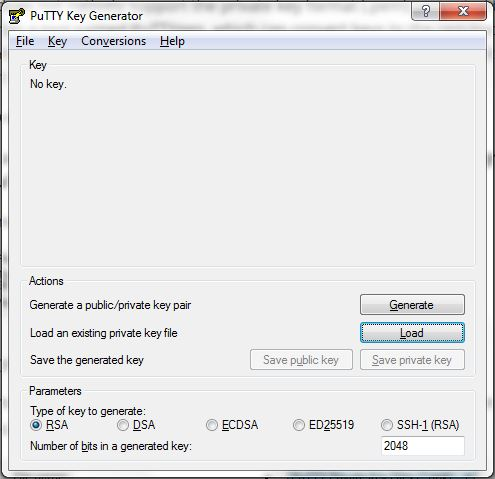 PuTTY Key Generator
File Key Conversions Help
Key
No key.
Actions
Generate a public/private key pair
Generate
Load an existing private key file
Load
Save the generated key
Save public key
Save private key
Parameters
Type of key to generate:
RSA DSA ECDSA ED25519 SSH-1 (RSA)
Number of bits in a generated key:
2048